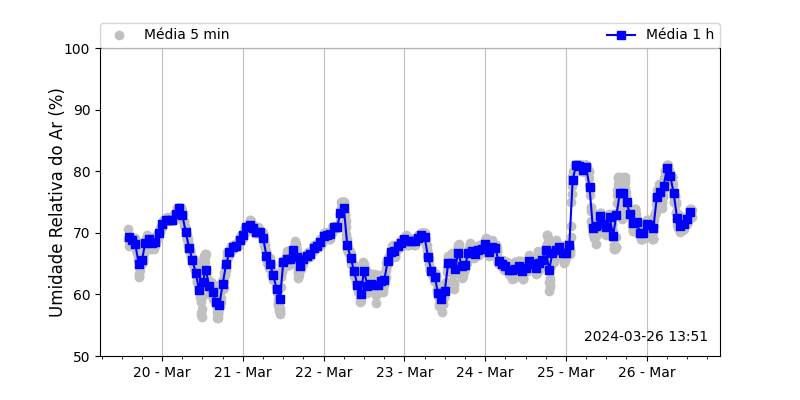 Média 5 min
Média 1 h
100
90
80
70
60
50
Umidade Relativa do Ar (%)
2024-03-26 13:51
20 - Mar
21 - Mar
22 - Mar
23 - Mar
24 - Mar
25 - Mar
26 - Mar